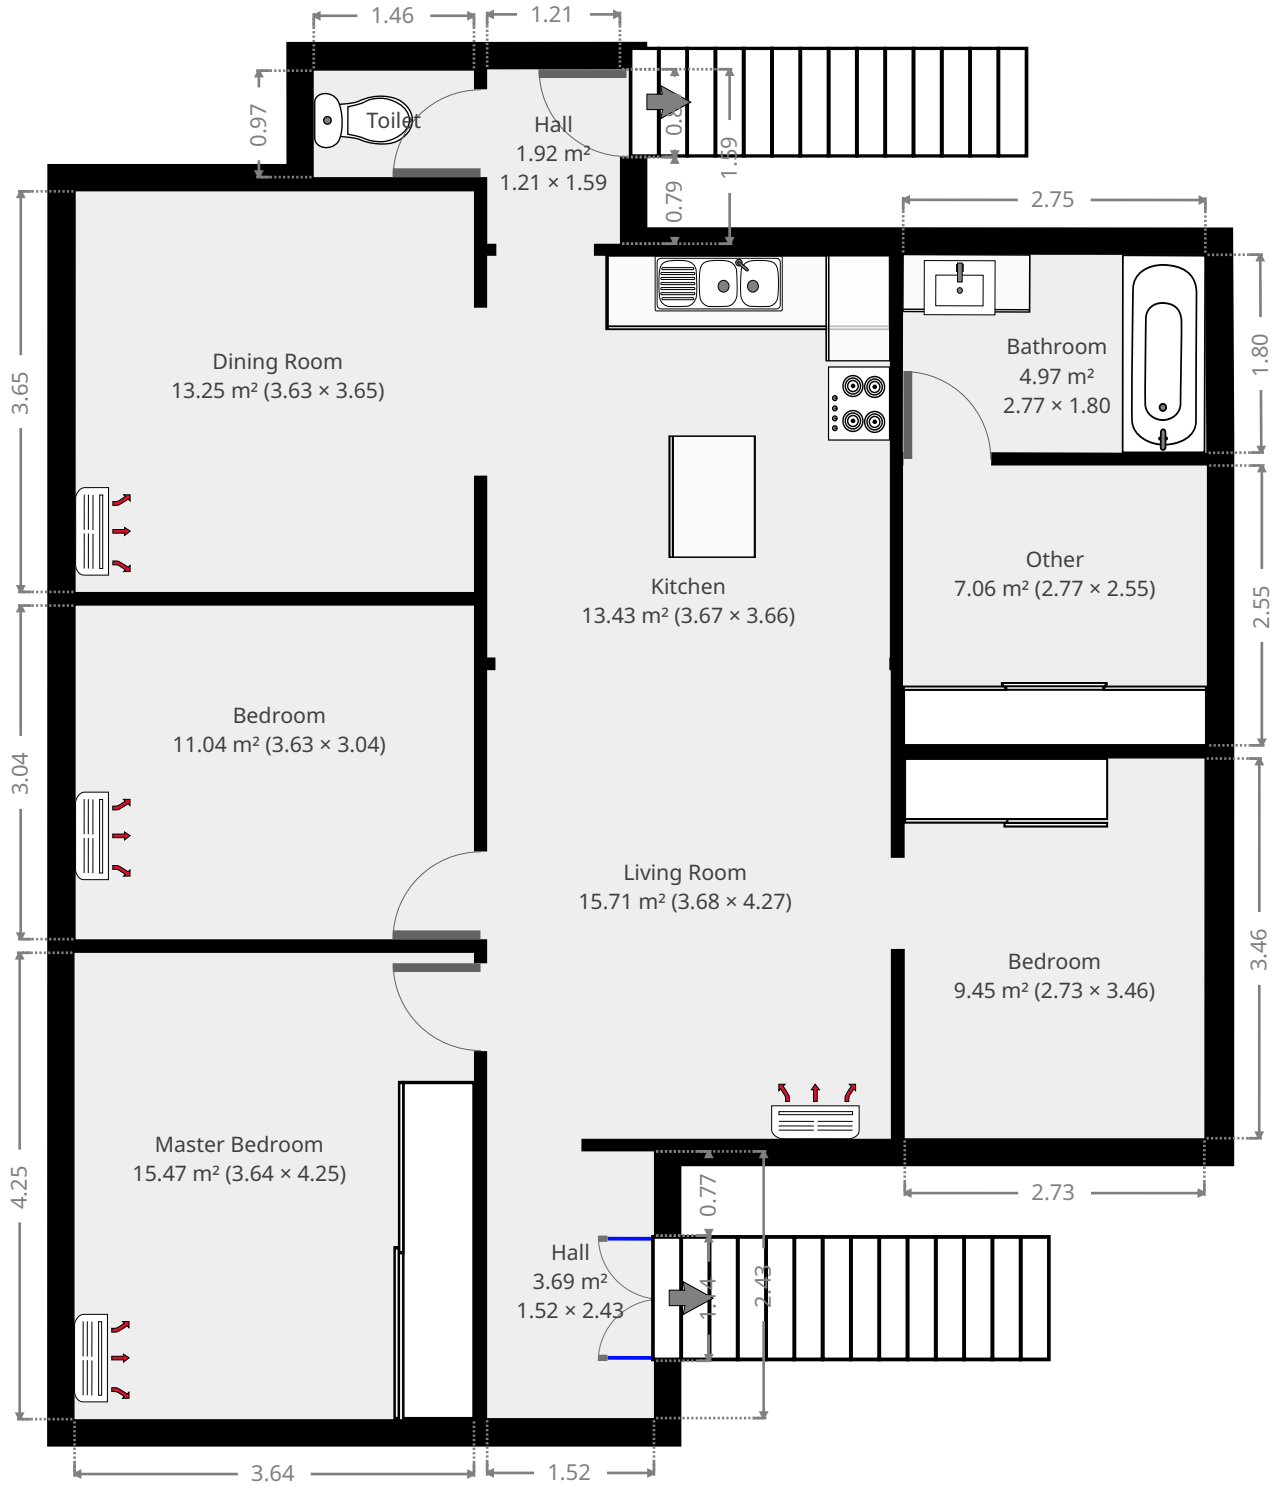 1.46
1.21
0.97
Toilet
Hall
1.92 m²
1.21 × 1.59
1.59
0.79
2.75
Dining Room
13.25 m² (3.63 × 3.65)
3.65
Bathroom
4.97 m²
2.77 × 1.80
1.80
Kitchen
13.43 m² (3.67 × 3.66)
Other
7.06 m² (2.77 × 2.55)
2.55
Bedroom
11.04 m² (3.63 × 3.04)
3.04
Living Room
15.71 m² (3.68 × 4.27)
Bedroom
9.45 m² (2.73 × 3.46)
3.46
Master Bedroom
15.47 m² (3.64 × 4.25)
4.25
0.77
2.73
Hall
3.69 m²
1.52 × 2.43
2.43
3.64
1.52